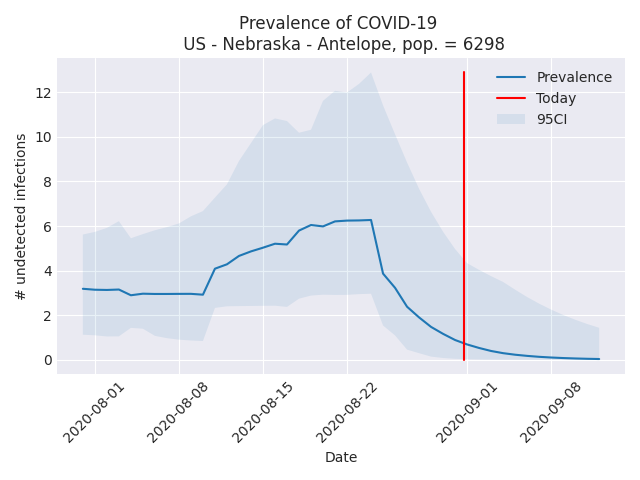 Prevalence of COVID-19
US - Nebraska - Antelope, pop. = 6298
Prevalence
Today
95CI
# undetected infections
12
10
8
6
4
2
0
2020-08-01
2020-08-08
2020-08-15
2020-08-22
2020-09-01
2020-09-08
Date